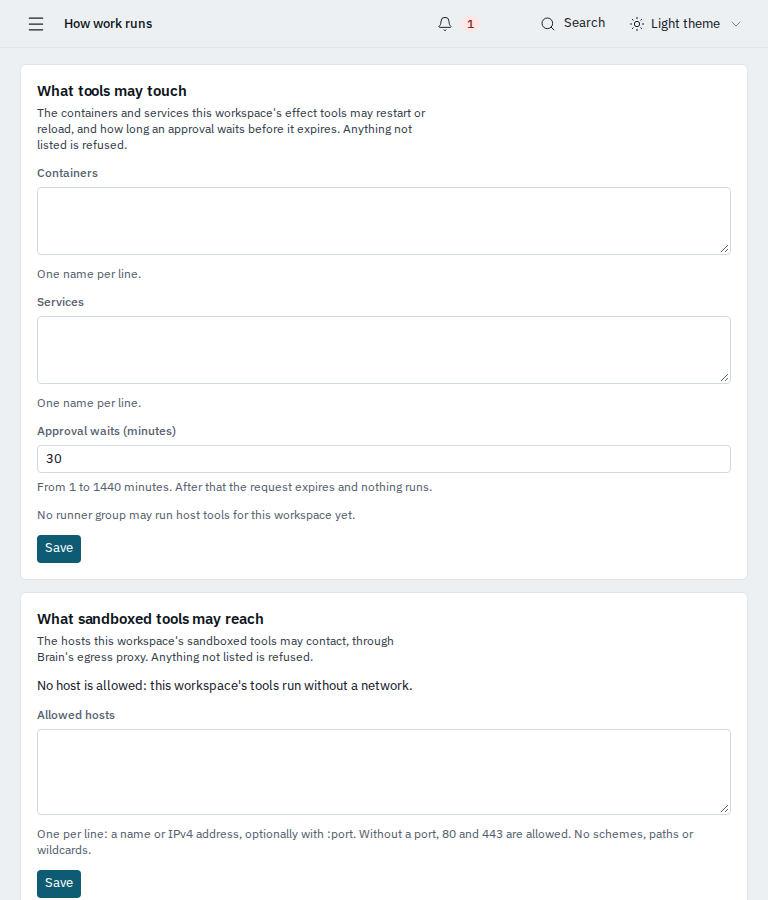 How work runs
1
Search
Light theme
What tools may touch
The containers and services this workspace's effect tools may restart or
reload, and how long an approval waits before it expires. Anything not
listed is refused.
Containers
One name per line.
Services
One name per line.
Approval waits (minutes)
30
From 1 to 1440 minutes. After that the request expires and nothing runs.
No runner group may run host tools for this workspace yet.
Save
What sandboxed tools may reach
The hosts this workspace's sandboxed tools may contact, through
Brain's egress proxy. Anything not listed is refused.
No host is allowed: this workspace's tools run without a network.
Allowed hosts
One per line: a name or IPv4 address, optionally with :port. Without a port, 80 and 443 are allowed. No schemes, paths or
wildcards.
Save